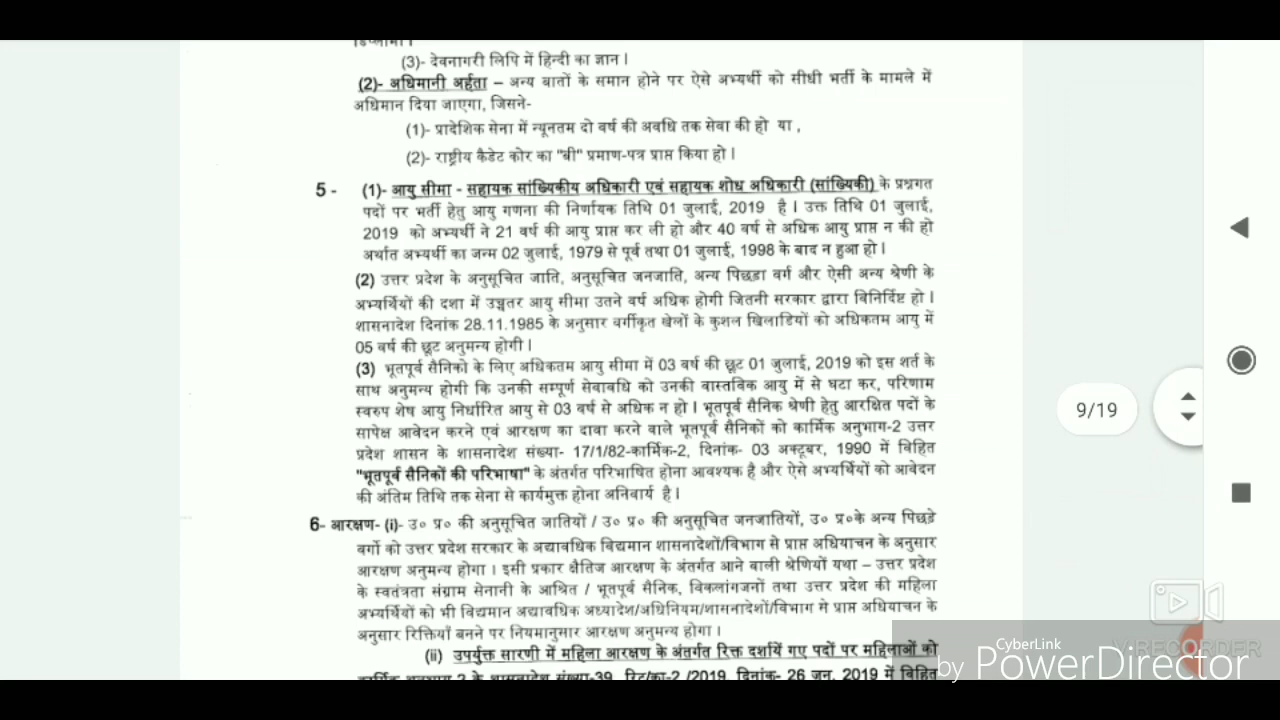 (3)- देवनागरी लिपि में हिन्दी का ज्ञान ।
(2)- अधिमानी अर्हता – अन्य बातों के समान होने पर ऐसे अभ्यर्थी को सीधी भर्ती के मामले में
अधिमान दिया जाएगा, जिसने-
(1)- प्रादेशिक सेना में न्यूनतम दो वर्ष की अवधि तक सेवा की हो या ,
(2)- राष्ट्रीय कैडेट कोर का "बी" प्रमाण-पत्र प्राप्त किया हो ।
5 - (1)- आयु सीमा - सहायक सांख्यिकीय अधिकारी एवं सहायक शोध अधिकारी (सांख्यिकी) के प्रश्नगत
पदों पर भर्ती हेतु आयु गणना की निर्णायक तिथि 01 जुलाई, 2019 है । उक्त तिथि 01 जुलाई,
2019 को अभ्यर्थी ने 21 वर्ष की आयु प्राप्त कर ली हो और 40 वर्ष से अधिक आयु प्राप्त न की हो
अर्थात अभ्यर्थी का जन्म 02 जुलाई, 1979 से पूर्व तथा 01 जुलाई, 1998 के बाद न हुआ हो ।
(2) उत्तर प्रदेश के अनुसूचित जाति, अनुसूचित जनजाति, अन्य पिछडा वर्ग और ऐसी अन्य श्रेणी के
अभ्यर्थियों की दशा में उच्चतर आयु सीमा उतने वर्ष अधिक होगी जितनी सरकार द्वारा विनिर्दिष्ट हो ।
शासनादेश दिनांक 28.11.1985 के अनुसार वर्गीकृत खेलों के कुशल खिलाडियों को अधिकतम आयु में
05 वर्ष की छूट अनुमन्य होगी ।
(3) भूतपूर्व सैनिको के लिए अधिकतम आयु सीमा में 03 वर्ष की छूट 01 जुलाई, 2019 को इस शर्त के
साथ अनुमन्य होगी कि उनकी सम्पूर्ण सेवावधि को उनकी वास्तविक आयु में से घटा कर, परिणाम
स्वरुप शेष आयु निर्धारित आयु से 03 वर्ष से अधिक न हो । भूतपूर्व सैनिक श्रेणी हेतु आरक्षित पदों के
सापेक्ष आवेदन करने एवं आरक्षण का दावा करने वाले भूतपूर्व सैनिकों को कार्मिक अनुभाग-2 उत्तर
प्रदेश शासन के शासनादेश संख्या- 17/1/82-कार्मिक-2, दिनांक- 03 अक्टूबर, 1990 में विहित
"भूतपूर्व सैनिकों की परिभाषा" के अंतर्गत परिभाषित होना आवश्यक है और ऐसे अभ्यर्थियों को आवेदन
की अंतिम तिथि तक सेना से कार्यमुक्त होना अनिवार्य है ।
9/19
6- आरक्षण- (i)- उ० प्र० की अनुसूचित जातियों / उ० प्र० की अनुसूचित जनजातियों, उ० प्र०के अन्य पिछड़े
वर्गो को उत्तर प्रदेश सरकार के अद्यावधिक विद्यमान शासनादेशों/विभाग से प्राप्त अधियाचन के अनुसार
आरक्षण अनुमन्य होगा । इसी प्रकार क्षैतिज आरक्षण के अंतर्गत आने वाली श्रेणियों यथा – उत्तर प्रदेश
के स्वतंत्रता संग्राम सेनानी के आश्रित / भूतपूर्व सैनिक, विकलांगजनों तथा उत्तर प्रदेश की महिला
अभ्यर्थियों को भी विद्यमान अद्यावधिक अध्यादेश/अधिनियम/शासनादेशों/विभाग से प्राप्त अधियाचन के
अनुसार रिक्तियाँ बनने पर नियमानुसार आरक्षण अनुमन्य होगा ।
(ii) उपर्युक्त सारणी में महिला आरक्षण के अंतर्गत रिक्त दर्शाये गए पदों पर महिलाओं को
शासनादेश संख्या-39 रिट/का-2 /2019, दिनांक- 26 जून, 2019 में विहित
CyberLink
by PowerDirector
VIRECORDER